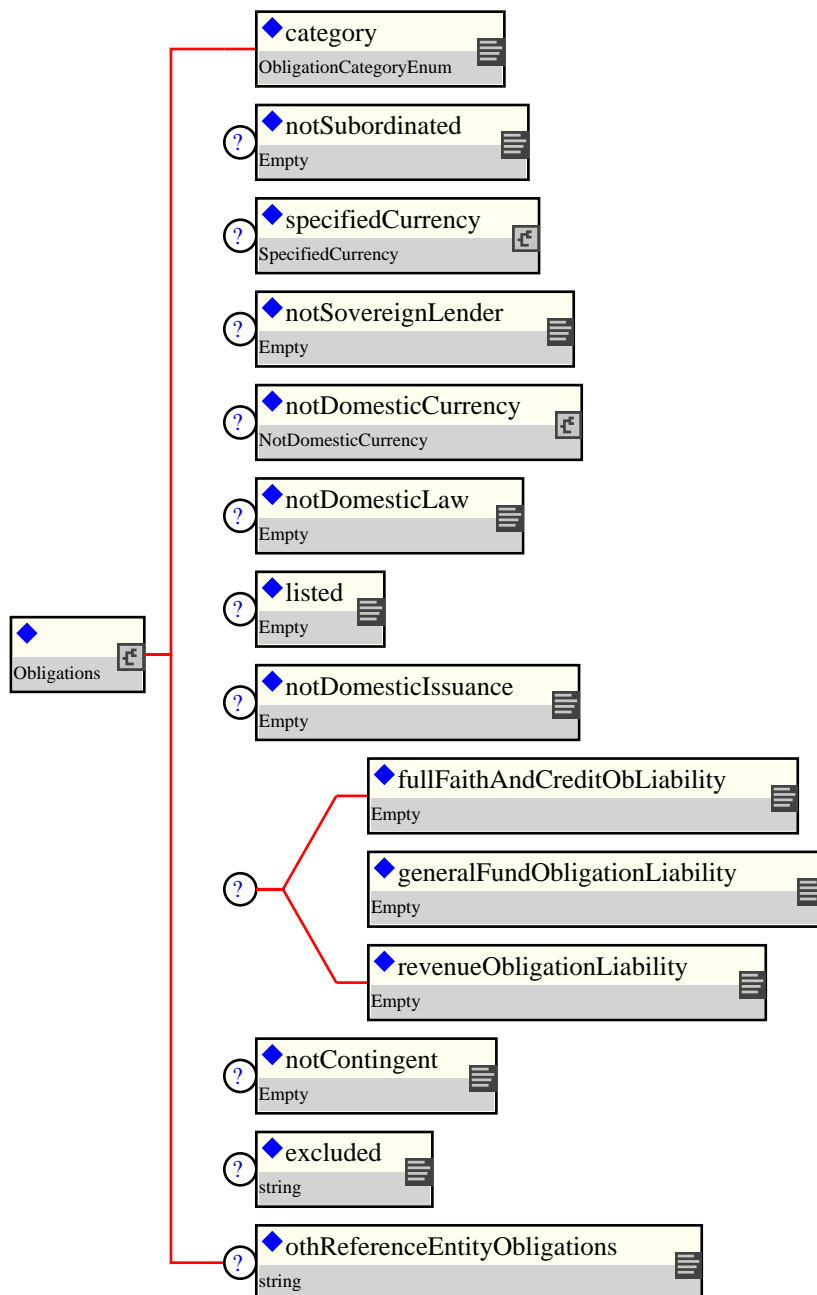 category
ObligationCategoryEnum
?
notSubordinated
Empty
?
specifiedCurrency
SpecifiedCurrency
?
notSovereignLender
Empty
?
notDomesticCurrency
NotDomesticCurrency
?
notDomesticLaw
Empty
?
listed
Empty
Obligations
?
notDomesticIssuance
Empty
fullFaithAndCreditObLiability
Empty
?
generalFundObligationLiability
Empty
revenueObligationLiability
Empty
?
notContingent
Empty
?
excluded
string
?
othReferenceEntityObligations
string